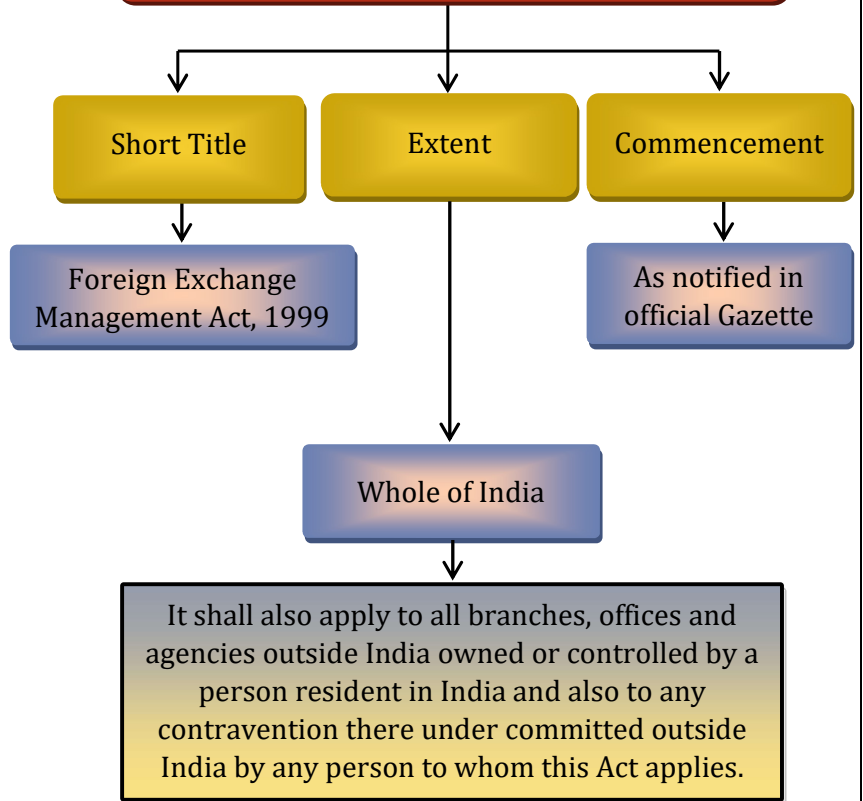 Short Title
Extent
Commencement
Foreign Exchange
Management Act, 1999
As notified in
official Gazette
Whole of India
It shall also apply to all branches, offices and
agencies outside India owned or controlled by a
person resident in India and also to any
contravention there under committed outside
India by any person to whom this Act applies.